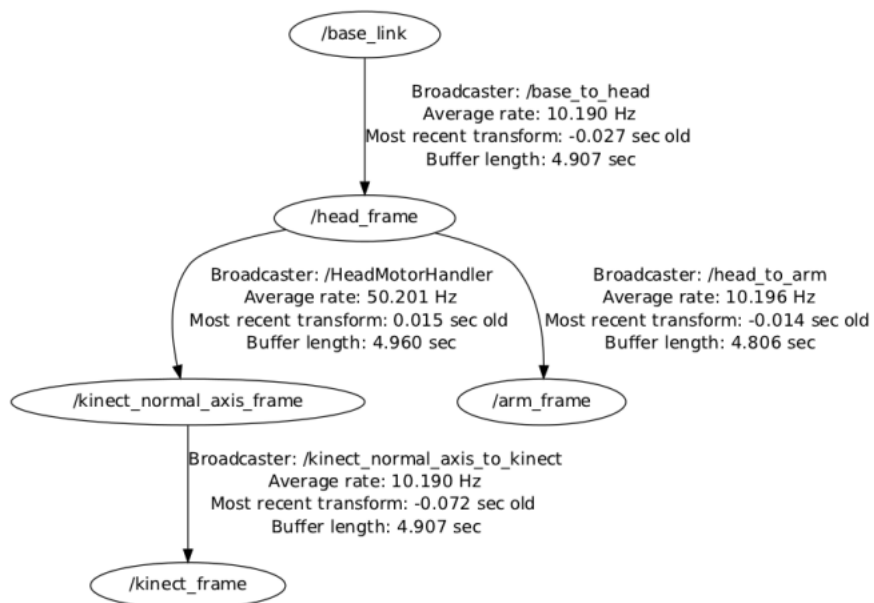 /base_link
Broadcaster: /base_to_head
Average rate: 10.190 Hz
Most recent transform: -0.027 sec old
Buffer length: 4.907 sec
/head_frame
Broadcaster: /HeadMotorHandler
Average rate: 50.201 Hz
Most recent transform: 0.015 sec old
Buffer length: 4.960 sec
Broadcaster: /head_to_arm
Average rate: 10.196 Hz
Most recent transform: -0.014 sec old
Buffer length: 4.806 sec
/kinect_normal_axis_frame
/arm_frame
Broadcaster: /kinect_normal_axis_to_kinect
Average rate: 10.190 Hz
Most recent transform: -0.072 sec old
Buffer length: 4.907 sec
/kinect_frame